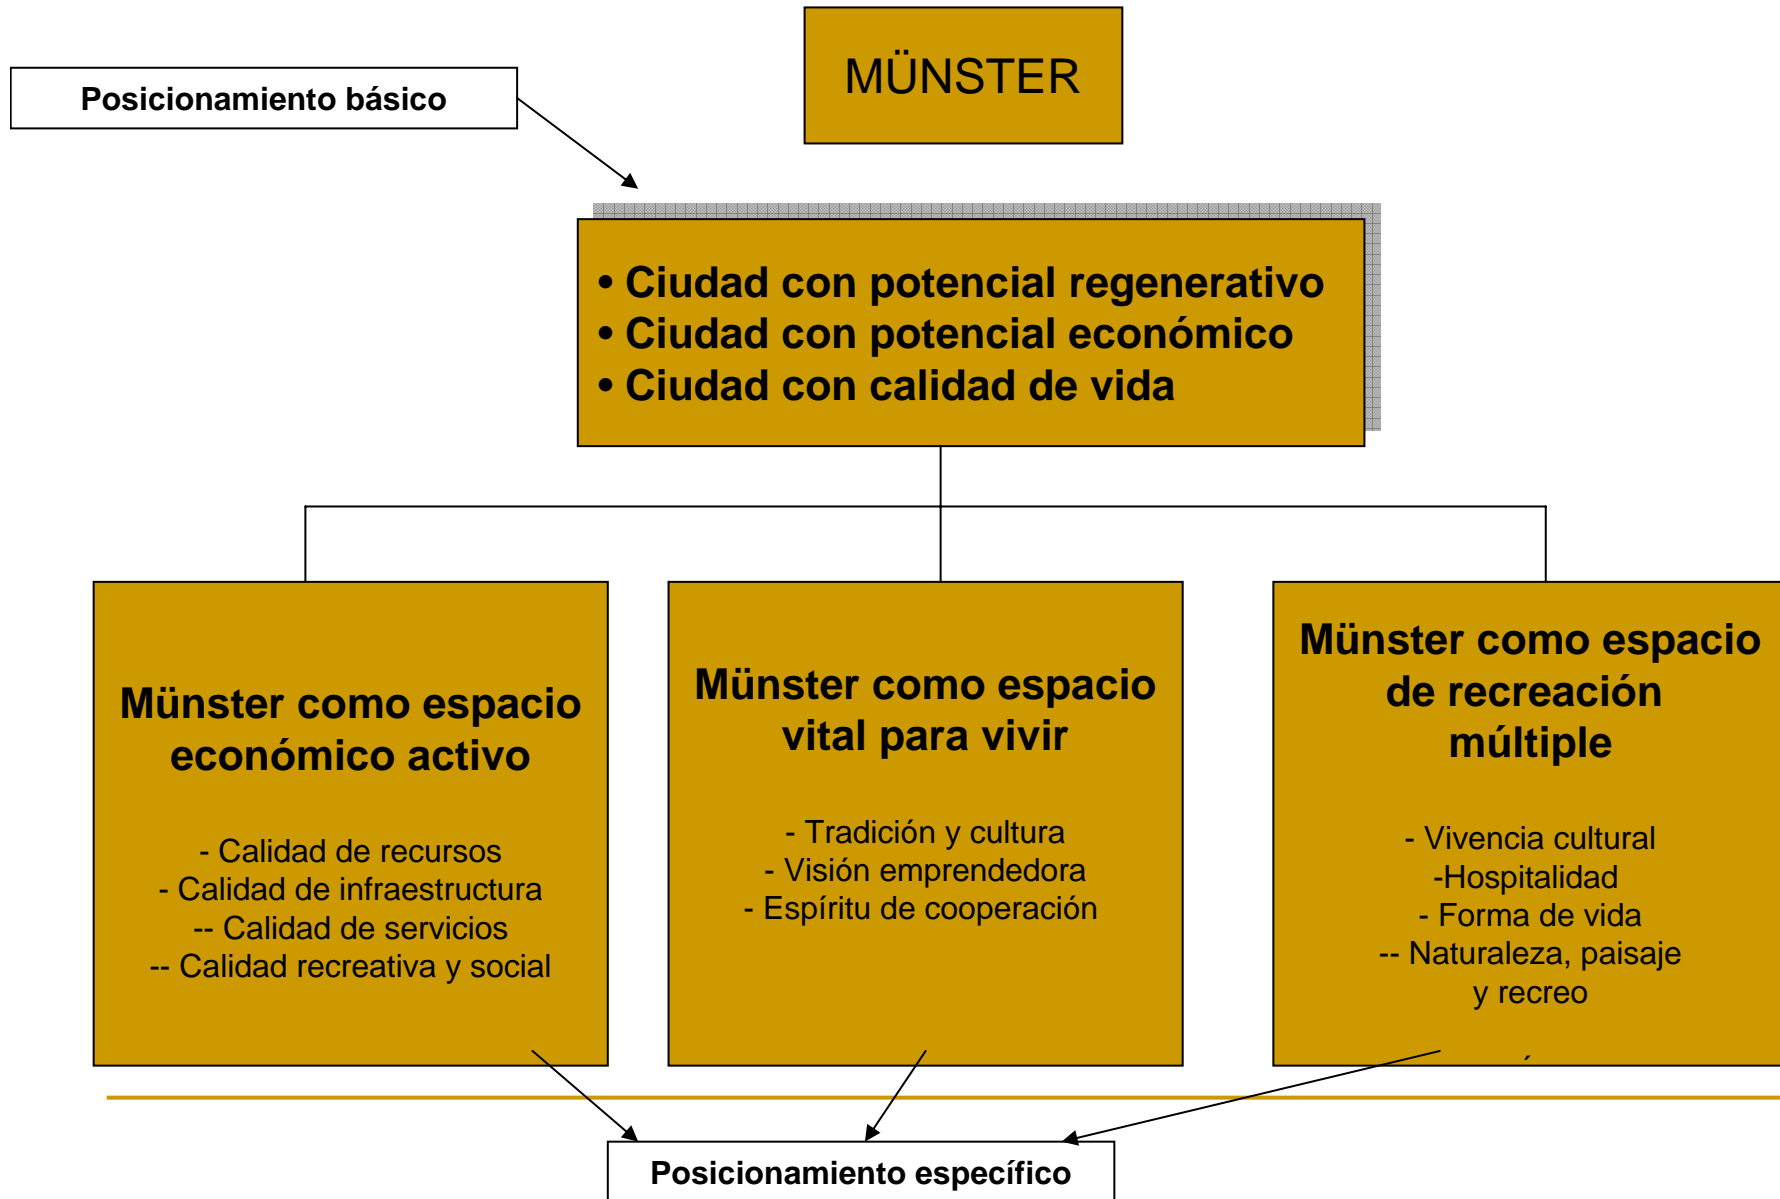 MÜNSTER
Posicionamiento básico
• Ciudad con potencial regenerativo
• Ciudad con potencial económico
• Ciudad con calidad de vida
Münster como espacio
económico activo
- Calidad de recursos
- Calidad de infraestructura
-- Calidad de servicios
-- Calidad recreativa y social
Münster como espacio
vital para vivir
- Tradición y cultura
- Visión emprendedora
- Espíritu de cooperación
Münster como espacio
de recreación
múltiple
- Vivencia cultural
-Hospitalidad
- Forma de vida
-- Naturaleza, paisaje
y recreo
Posicionamiento específico